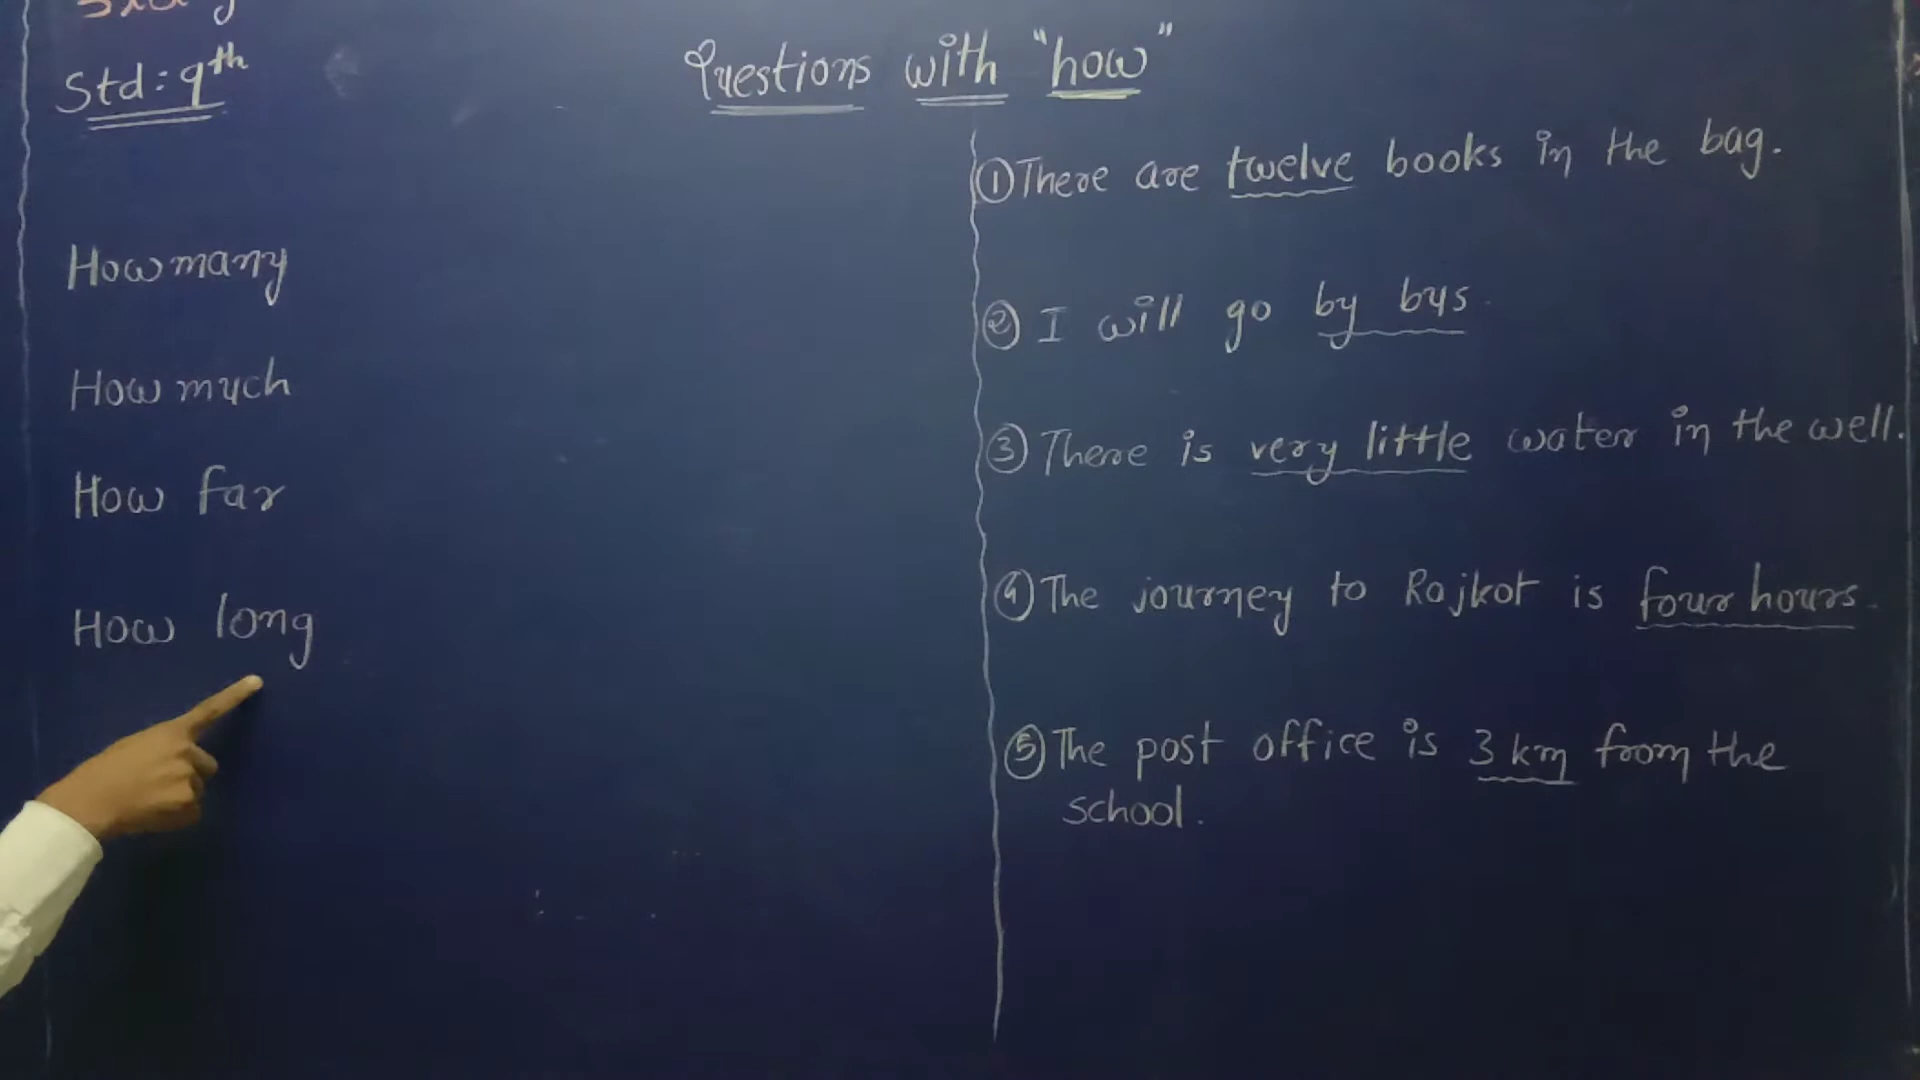 Std: 9th
Questions with "how"
How many
How much
How far
How long
① There are twelve books in the bag.
② I will go by bus.
③ There is very little water in the well.
④ The journey to Rajkot is four hours.
⑤ The post office is 3 km from the
school.